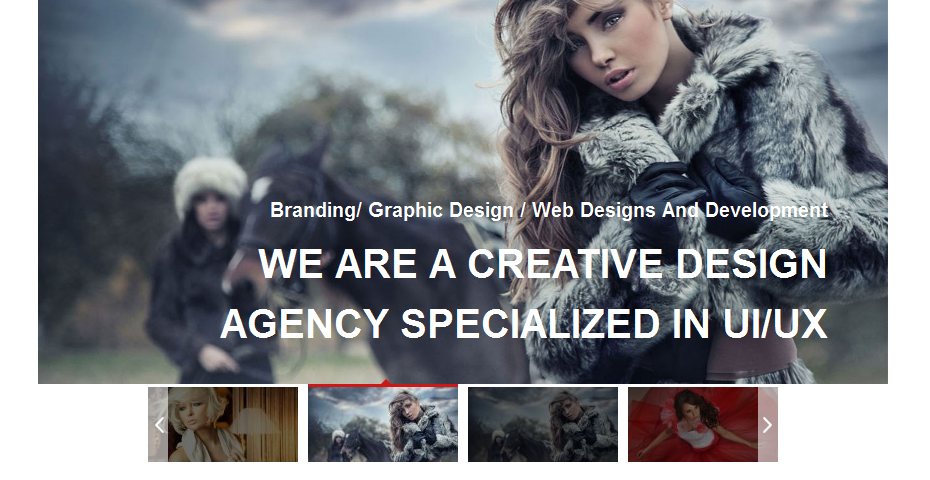 Branding/ Graphic Design / Web Designs And Development
WE ARE A CREATIVE DESIGN
AGENCY SPECIALIZED IN UI/UX